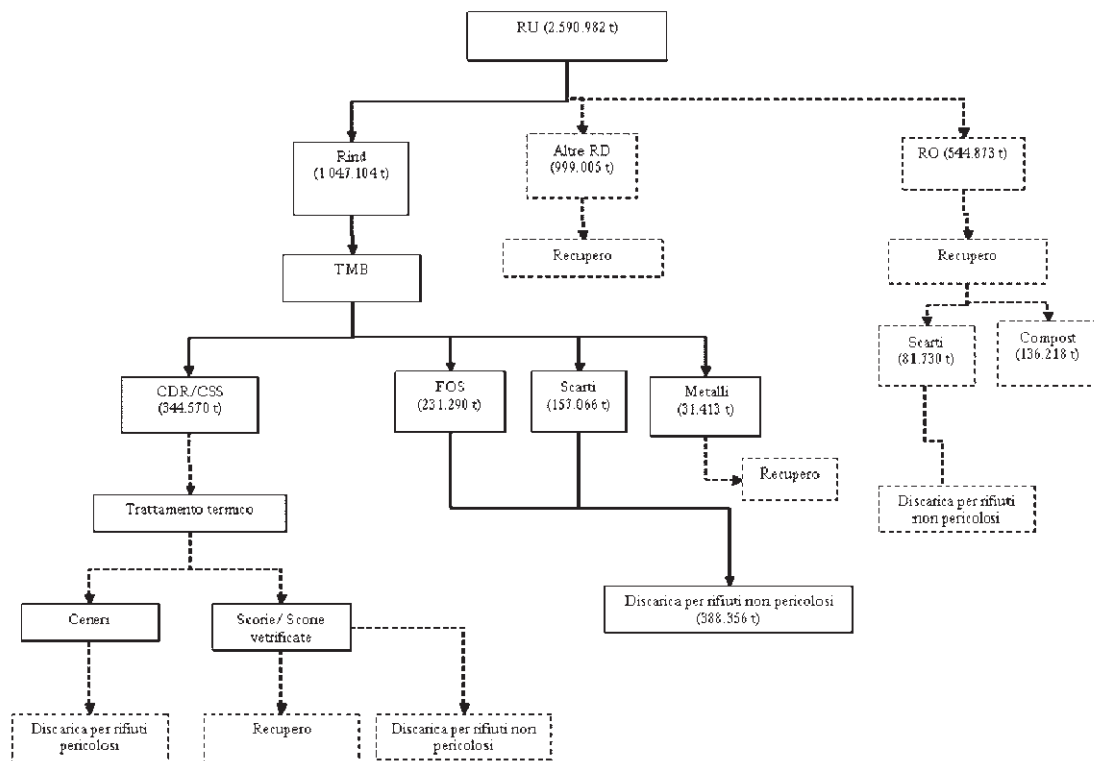 RU (2.590.982 t)
Rind
(1 047.104 t)
Altre RD
(999.005 t)
RO (544.873 t)
TMB
Recupero
Recupero
Scarti
(81.730 t)
Compost
(136.218 t)
CDR/CSS
(344.570 t)
FOS
(231.290 t)
Scarti
(157.066 t)
Metalli
(31.413 t)
Recupero
Trattamento termico
Discarica per rifiuti
non pericolosi
Ceneri
Scorie/ Scorie
vetrificate
Discarica per rifiuti non pericolosi
(388.356 t)
Discarica per rifiuti
pericolosi
Recupero
Discarica per rifiuti non
pericolosi